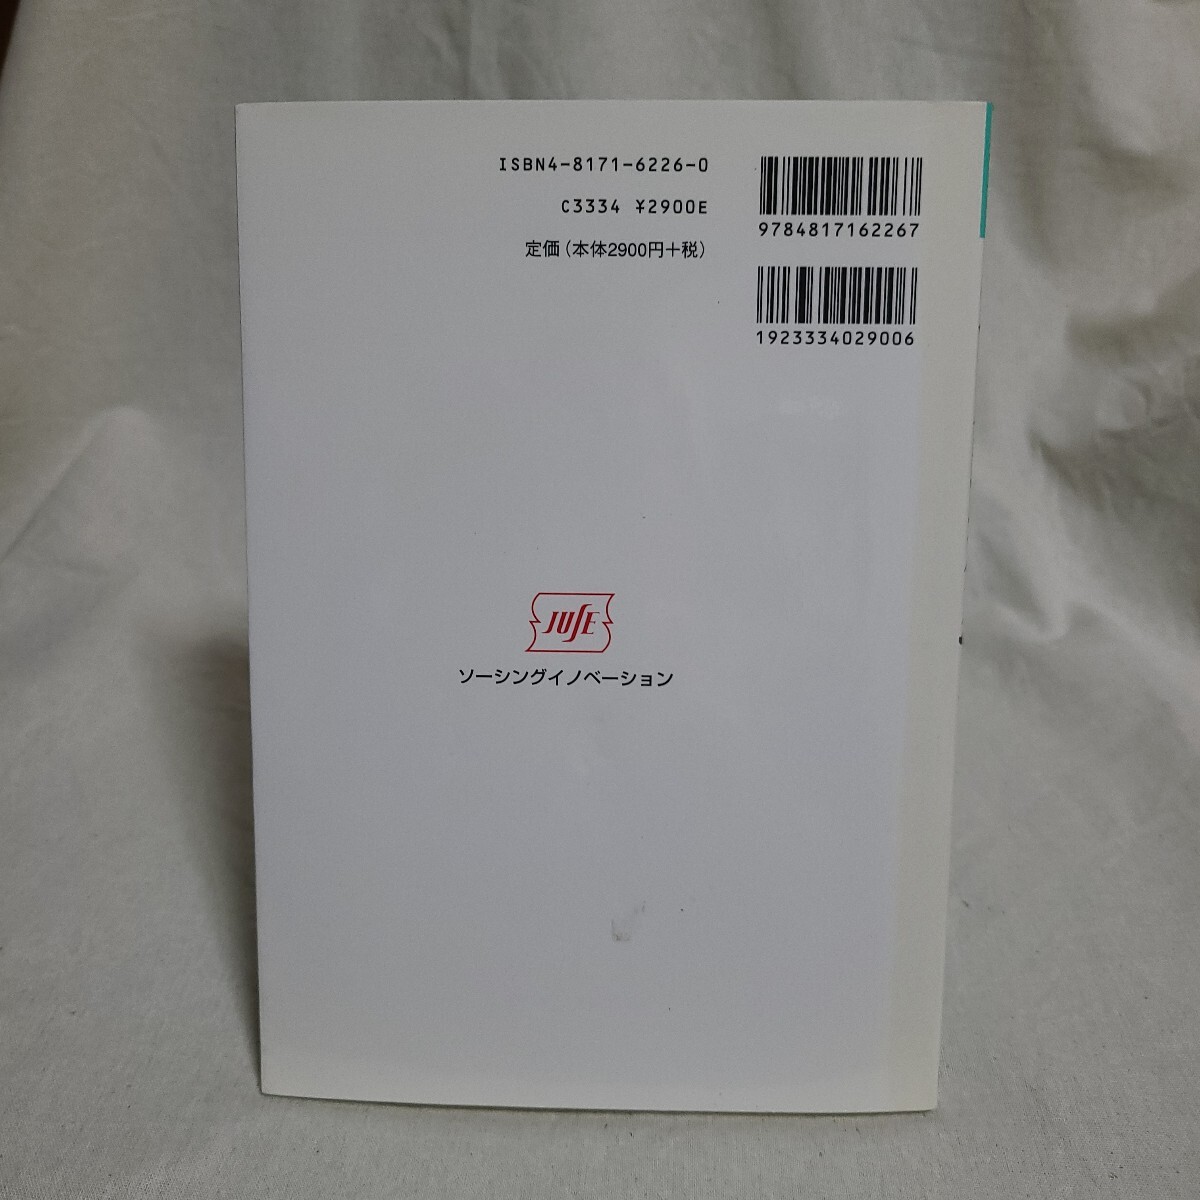 ISBN4-8171-6226-0
C3334 ¥2900E
定価(本体2900円+税)
9784817162267
1923334029006
JUSE
ソーシングイノベーション